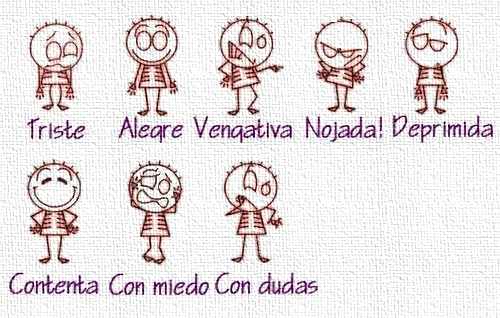 Triste Alegre Vengativa Nojada! Deprimida
Contenta Con miedo Con dudas